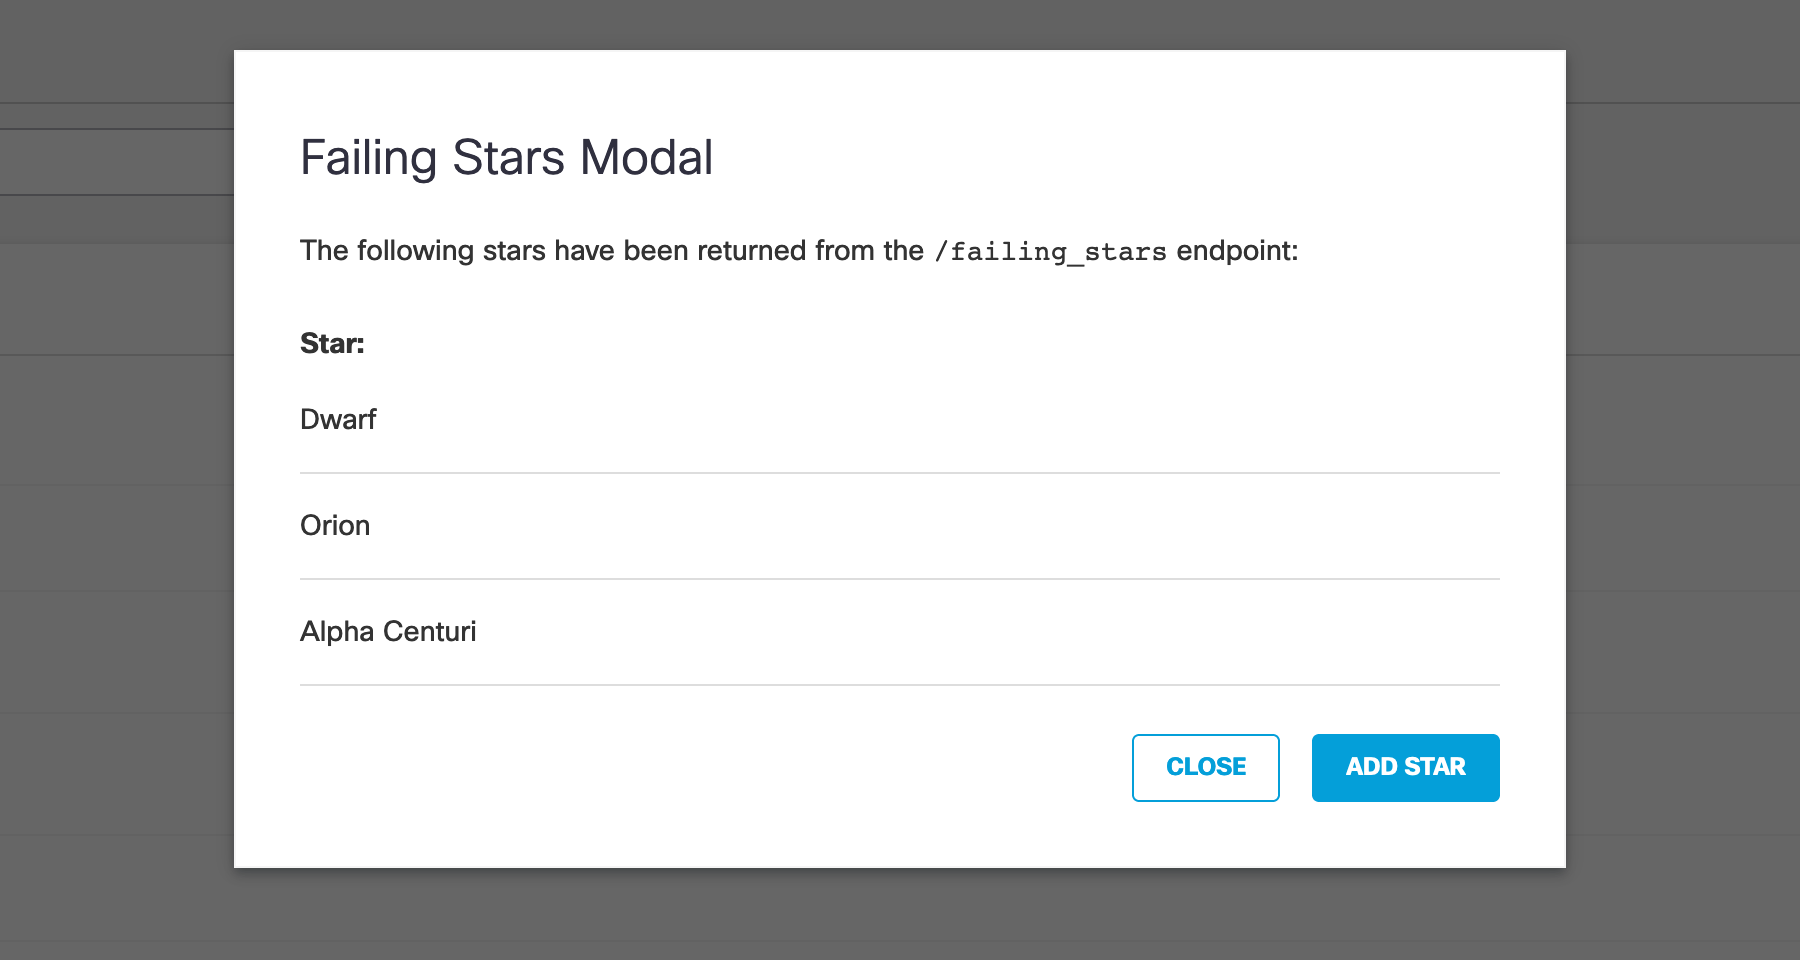 Failing Stars Modal
The following stars have been returned from the /failing_stars endpoint:
Star:
Dwarf
Orion
Alpha Centuri
CLOSE
ADD STAR